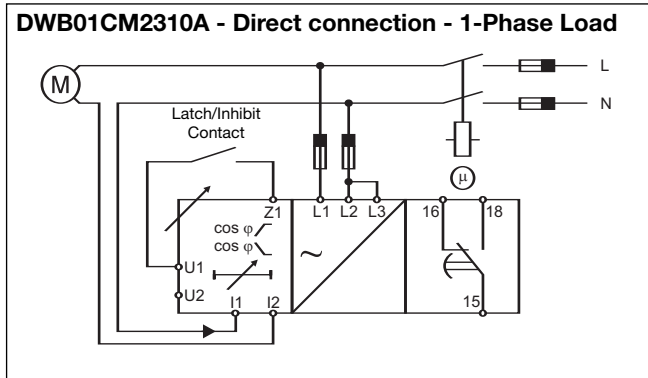 DWB01CM2310A - Direct connection - 1-Phase Load
M
L
N
Latch/Inhibit
Contact
μ
Z1
L1
L2
L3
16
18
cos φ
cos φ
~
U1
U2
I1
I2
15